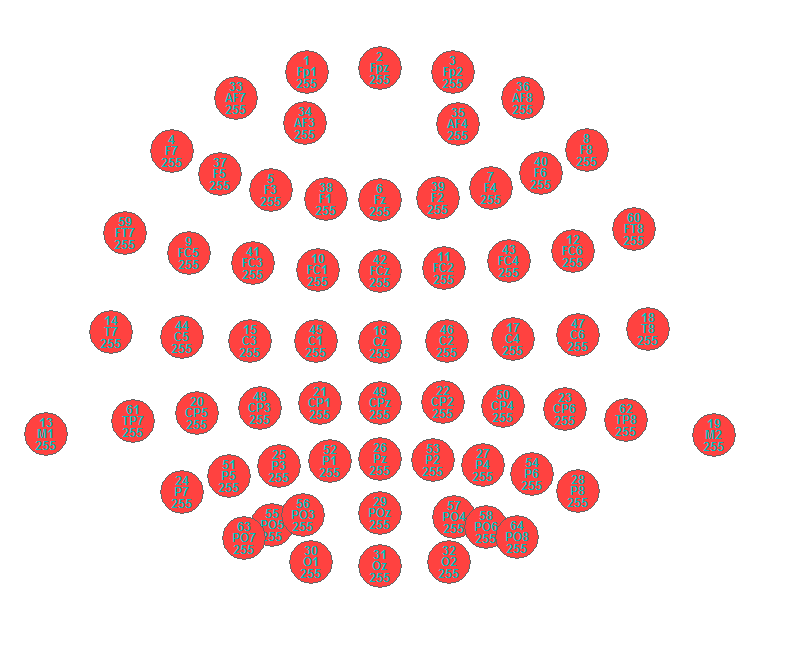 1
Fp1
255
2
Fpz
255
3
Fp2
255
33
AF7
255
36
AF8
255
34
AF3
255
35
AF4
255
4
F7
255
8
F8
255
37
F5
255
40
F6
255
5
F3
255
7
F4
255
38
F1
255
6
Fz
255
39
F2
255
59
FT7
255
60
FT8
255
9
FC5
255
41
FC3
255
10
FC1
255
42
FCz
255
11
FC2
255
43
FC4
255
12
FC6
255
14
T7
255
44
C5
255
15
C3
255
45
C1
255
16
Cz
255
46
C2
255
17
C4
255
47
C6
255
18
T8
255
13
M1
255
61
TP7
255
20
CP5
255
48
CP3
255
21
CP1
255
49
CPz
255
22
CP2
255
50
CP4
255
23
CP6
255
62
TP8
255
19
M2
255
24
P7
255
51
P5
255
25
P3
255
52
P1
255
26
Pz
255
53
P2
255
27
P4
255
54
P6
255
28
P8
255
63
PO7
255
55
PO5
255
56
PO3
255
29
POz
255
57
PO4
255
58
PO6
255
64
PO8
255
30
O1
255
31
Oz
255
32
O2
255